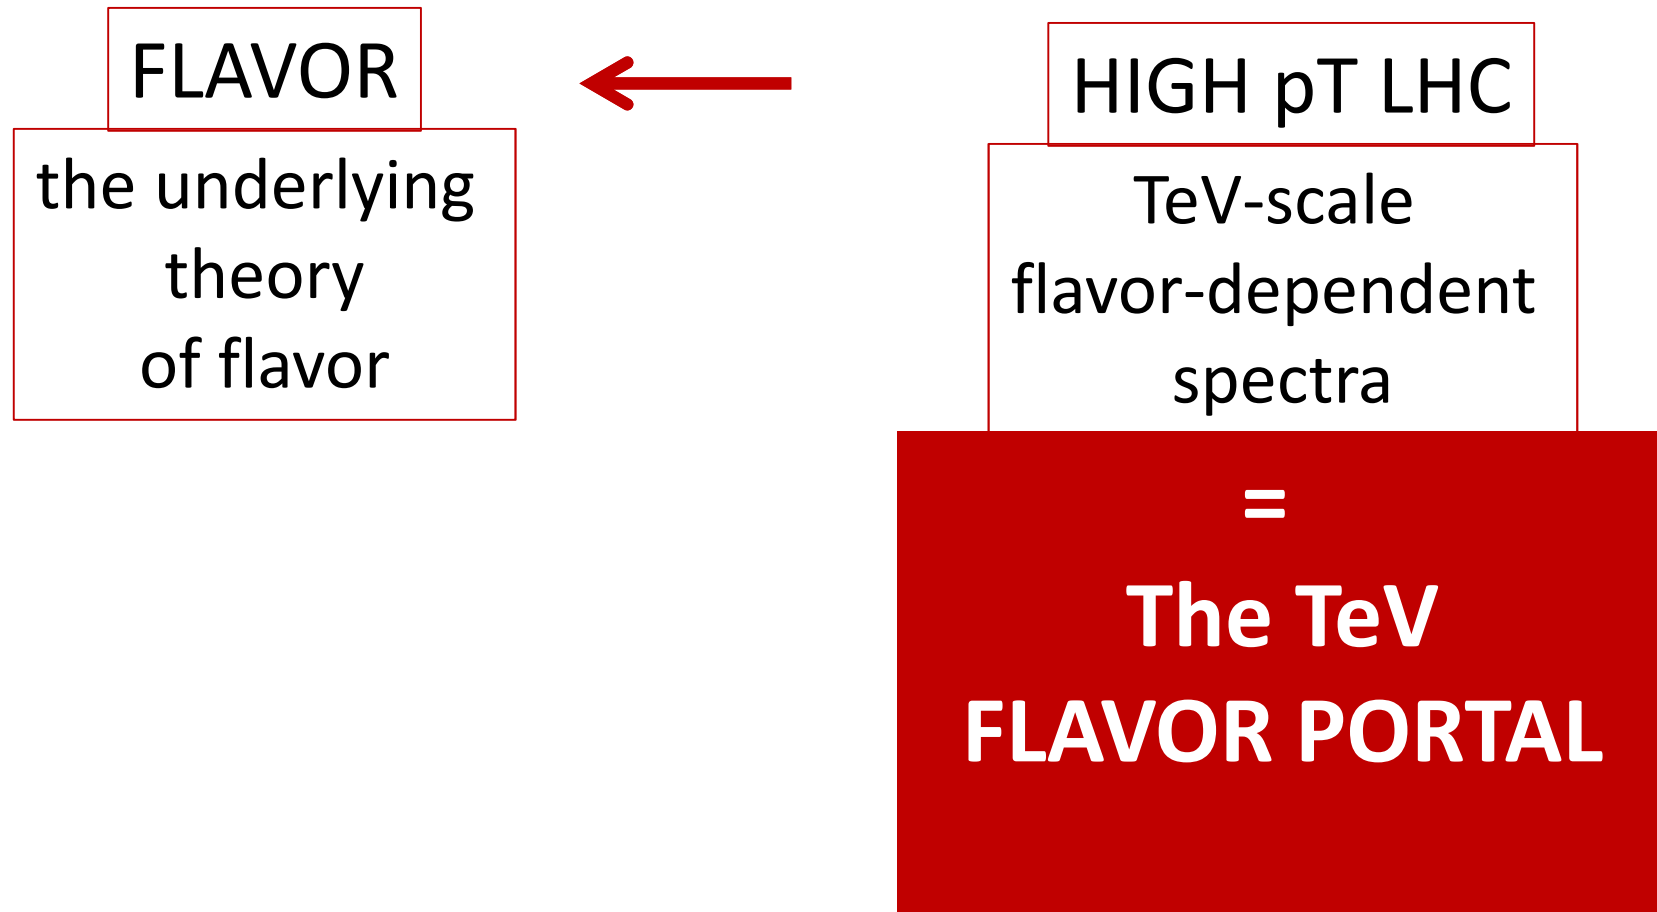 FLAVOR
the underlying
theory
of flavor
HIGH pT LHC
TeV-scale
flavor-dependent
spectra
=
The TeV
FLAVOR PORTAL